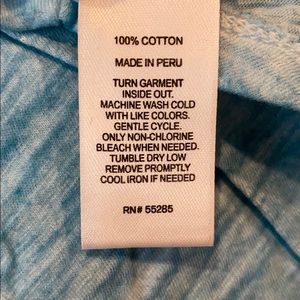 100% COTTON
MADE IN PERU
TURN GARMENT
INSIDE OUT.
MACHINE WASH COLD
WITH LIKE COLORS.
GENTLE CYCLE.
ONLY NON-CHLORINE
BLEACH WHEN NEEDED.
TUMBLE DRY LOW
REMOVE PROMPTLY
COOL IRON IF NEEDED
RN# 55285